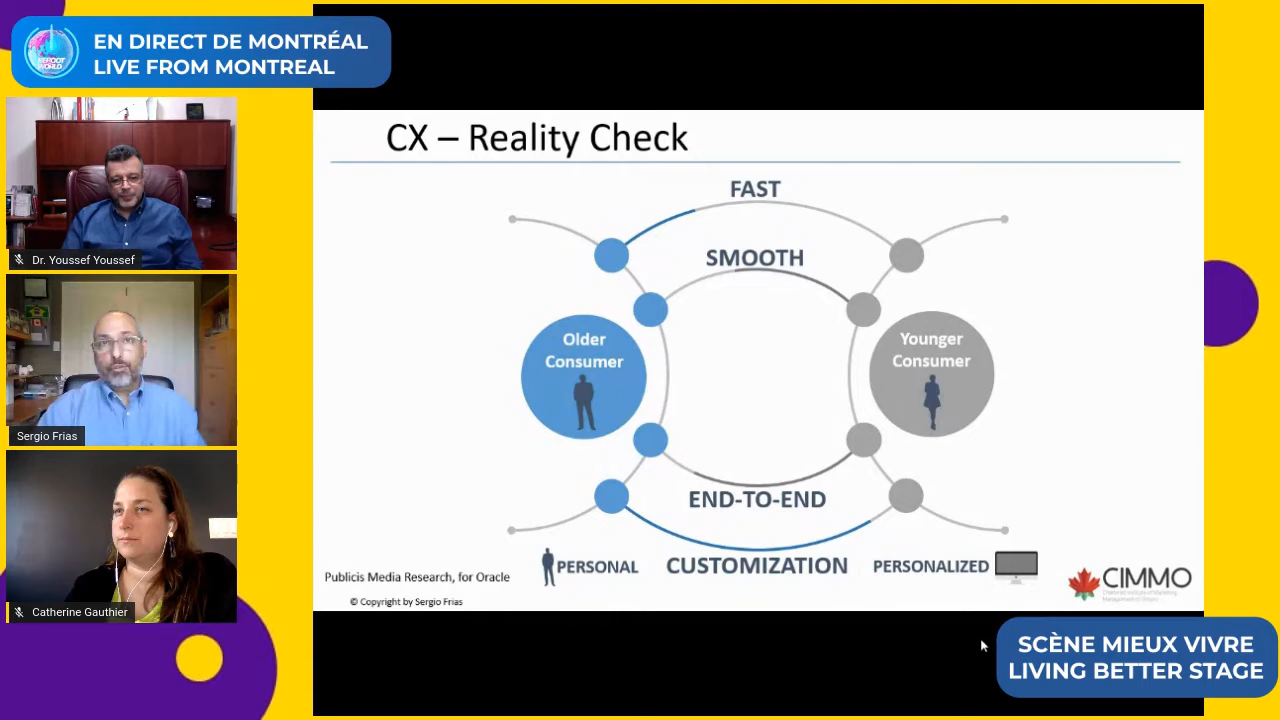 EN DIRECT DE MONTRÉAL
LIVE FROM MONTREAL
REBOOT
WORLD
Dr. Youssef Youssef
Sergio Frias
Catherine Gauthier
CX – Reality Check
FAST
SMOOTH
Older
Consumer
Younger
Consumer
END-TO-END
PERSONAL
CUSTOMIZATION
PERSONALIZED
Publicis Media Research, for Oracle
© Copyright by Sergio Frias
CIMMO
SCÈNE MIEUX VIVRE
LIVING BETTER STAGE